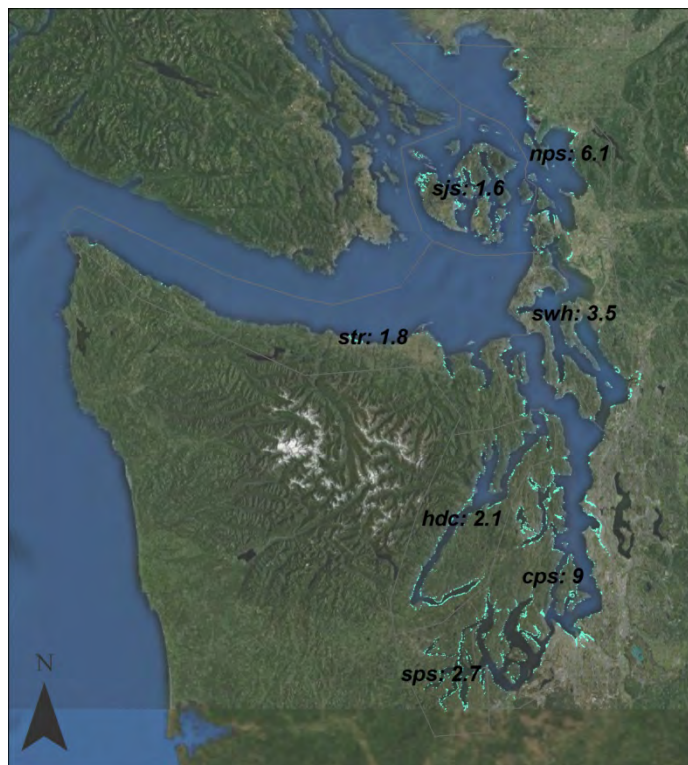 nps: 6.1
sjs: 1.6
swh: 3.5
str: 1.8
hdc: 2.1
cps: 9
sps: 2.7
N